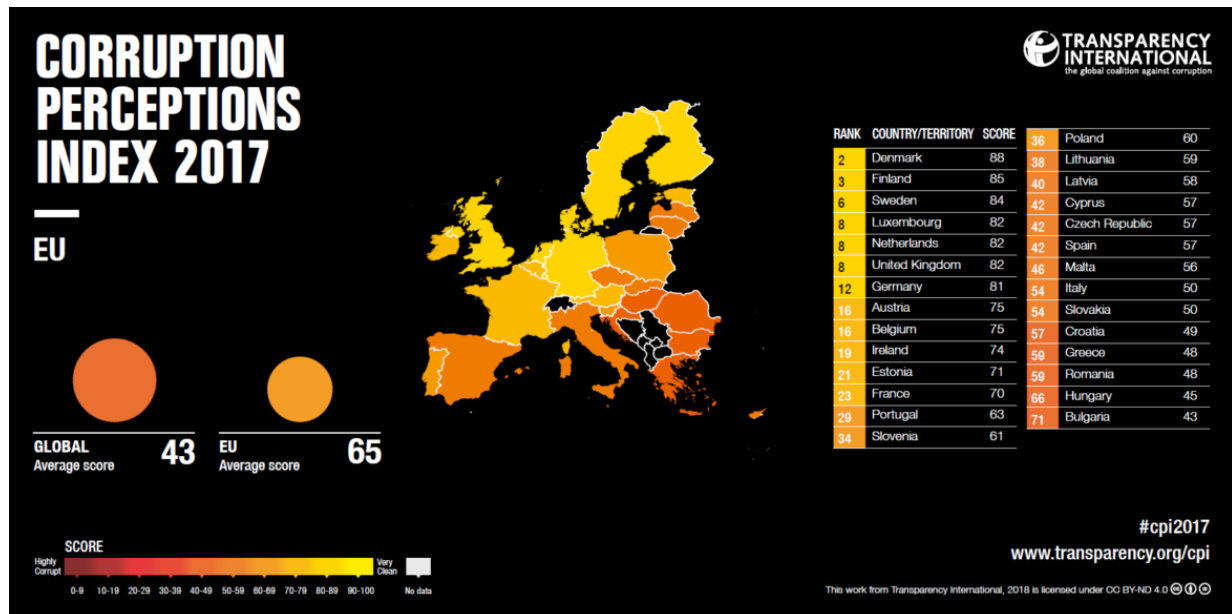 CORRUPTION
PERCEPTIONS
INDEX 2017
EU
GLOBAL
Average score
43
EU
Average score
65
SCORE
Highly
Corrupt
Very
Clean
0-9 10-19 20-29 30-39 40-49 50-59 60-69 70-79 80-89 90-100
No data
TRANSPARENCY
INTERNATIONAL
the global coalition against corruption
RANK COUNTRY/TERRITORY SCORE
2 Denmark 88
3 Finland 85
6 Sweden 84
8 Luxembourg 82
8 Netherlands 82
8 United Kingdom 82
12 Germany 81
16 Austria 75
16 Belgium 75
19 Ireland 74
21 Estonia 71
23 France 70
29 Portugal 63
34 Slovenia 61
36 Poland 60
38 Lithuania 59
40 Latvia 58
42 Cyprus 57
42 Czech Republic 57
42 Spain 57
46 Malta 56
54 Italy 50
54 Slovakia 50
57 Croatia 49
59 Greece 48
59 Romania 48
66 Hungary 45
71 Bulgaria 43
#cpi2017
www.transparency.org/cpi
This work from Transparency International, 2018 is licensed under CC BY-ND 4.0